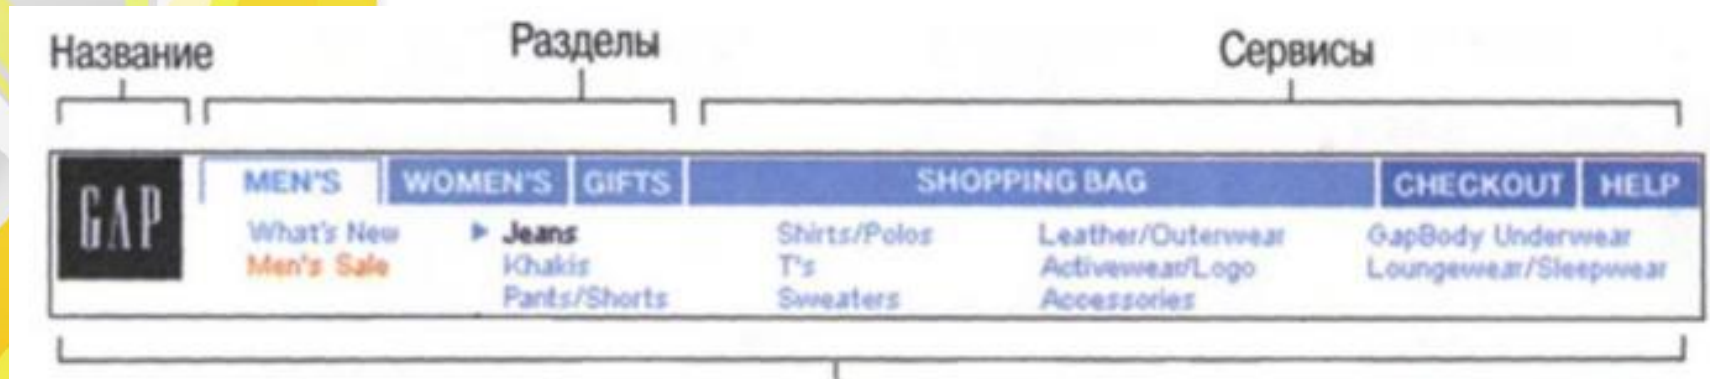 Название
Разделы
Сервисы
GAP
MEN'S WOMEN'S GIFTS SHOPPING BAG CHECKOUT HELP
What's New Jeans Shirts/Polos Leather/Outerwear GapBody Underwear
Men's Sale Khakis T's Activewear/Logo Loungewear/Sleepwear
Pants/Shorts Sweaters Accessories